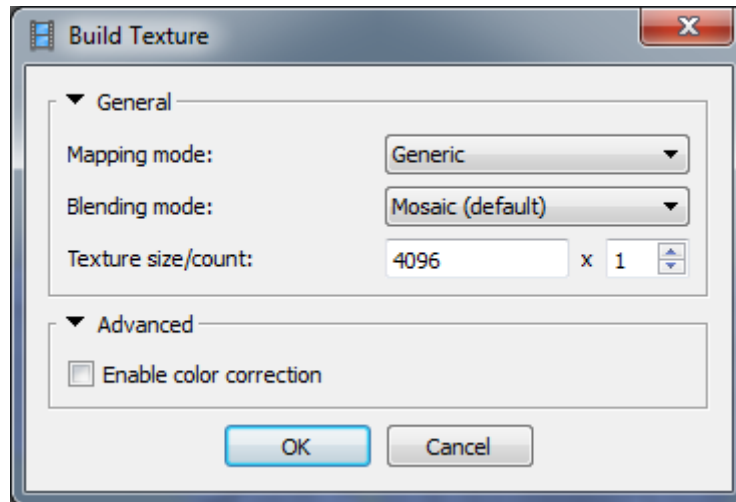 Build Texture
General
Mapping mode: Generic
Blending mode: Mosaic (default)
Texture size/count: 4096 x 1
Advanced
Enable color correction
OK Cancel